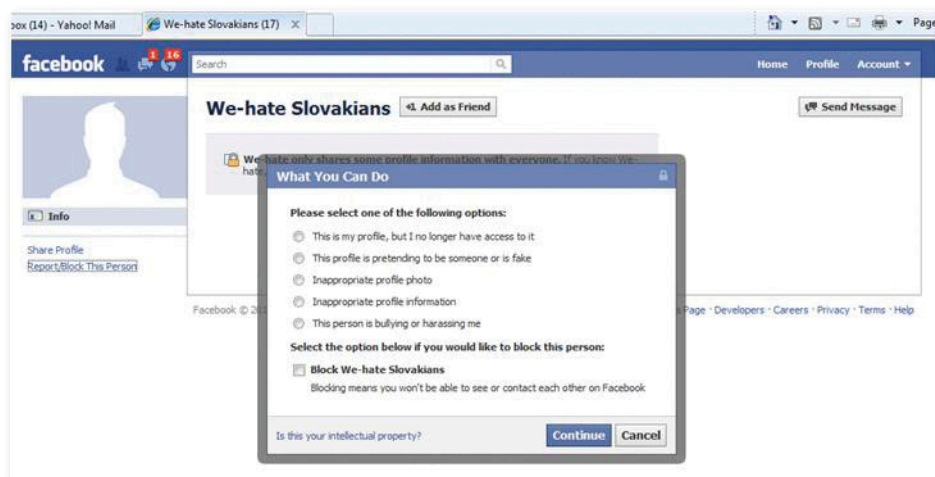 ox (14) - Yahoo! Mail
We-hate Slovakians (17)
Page
facebook 1 16 Search Home Profile Account
We-hate Slovakians +1 Add as Friend Send Message
We-hate only shares some profile information with everyone. If you know We-
hate,
Info
Share Profile
Report/Block This Person
What You Can Do
Please select one of the following options:
This is my profile, but I no longer have access to it
This profile is pretending to be someone or is fake
Inappropriate profile photo
Inappropriate profile information
This person is bullying or harassing me
Select the option below if you would like to block this person:
Block We-hate Slovakians
Blocking means you won't be able to see or contact each other on Facebook
Is this your intellectual property? Continue Cancel
Facebook © 20 Page · Developers · Careers · Privacy · Terms · Help